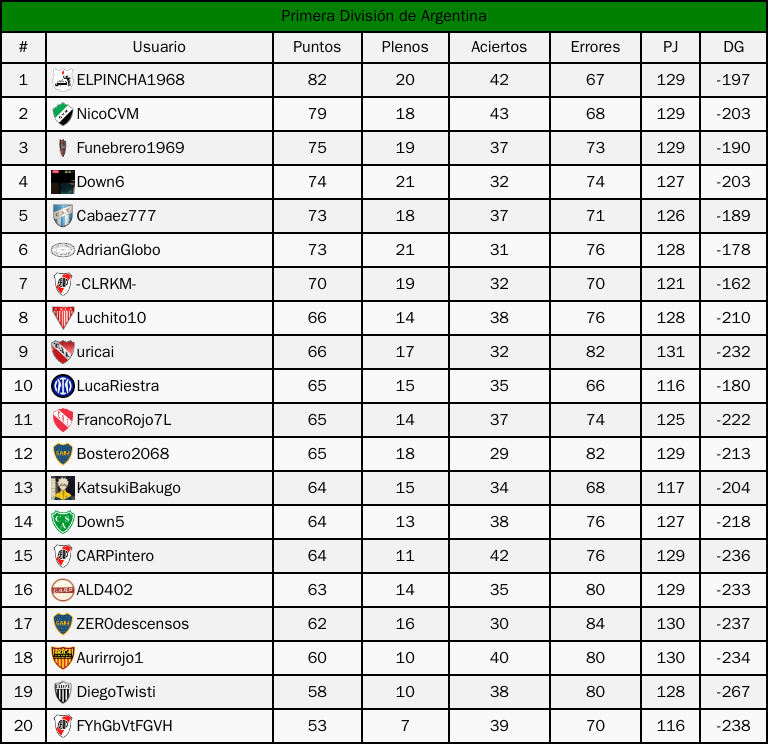 Primera División de Argentina
# Usuario Puntos Plenos Aciertos Errores PJ DG
1 ELPINCHA1968 82 20 42 67 129 -197
2 NicoCVM 79 18 43 68 129 -203
3 Funebrero1969 75 19 37 73 129 -190
4 Down6 74 21 32 74 127 -203
5 Cabaez777 73 18 37 71 126 -189
6 AdrianGlobo 73 21 31 76 128 -178
7 -CLRKM- 70 19 32 70 121 -162
8 Luchito10 66 14 38 76 128 -210
9 uricai 66 17 32 82 131 -232
10 LucaRiestra 65 15 35 66 116 -180
11 FrancoRojo7L 65 14 37 74 125 -222
12 Bostero2068 65 18 29 82 129 -213
13 KatsukiBakugo 64 15 34 68 117 -204
14 Down5 64 13 38 76 127 -218
15 CARPintero 64 11 42 76 129 -236
16 ALD402 63 14 35 80 129 -233
17 ZER0descensos 62 16 30 84 130 -237
18 Aurirrojo1 60 10 40 80 130 -234
19 DiegoTwisti 58 10 38 80 128 -267
20 FYhGbVtFGVH 53 7 39 70 116 -238